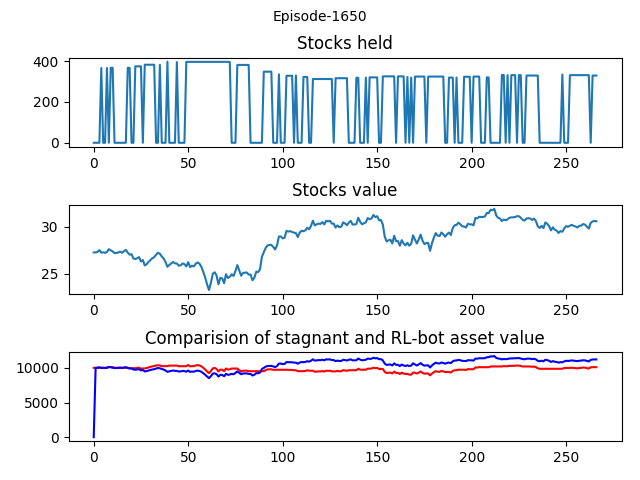 Episode-1650
Stocks held
400
200
0
0 50 100 150 200 250
Stocks value
30
25
0 50 100 150 200 250
Comparision of stagnant and RL-bot asset value
10000
5000
0
0 50 100 150 200 250